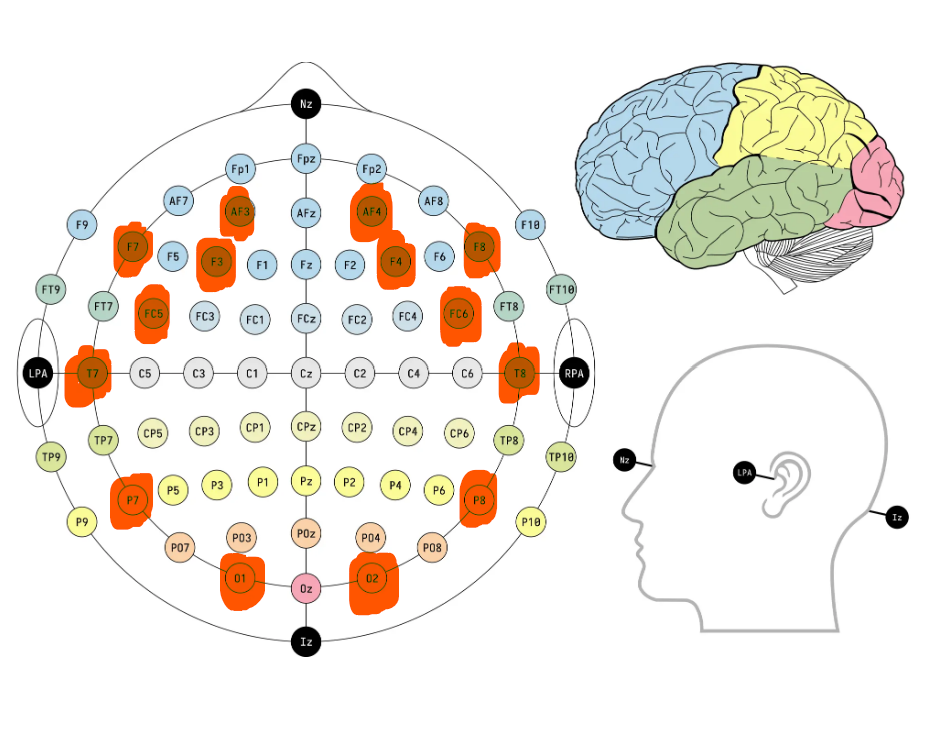 Nz
Fp1 Fpz Fp2
AF7 AF3 AFz AF4 AF8
F9 F7 F5 F3 F1 Fz F2 F4 F6 F8 F10
FT9 FT7 FC5 FC3 FC1 FCz FC2 FC4 FC6 FT8 FT10
LPA T7 C5 C3 C1 Cz C2 C4 C6 T8 RPA
TP9 TP7 CP5 CP3 CP1 CPz CP2 CP4 CP6 TP8 TP10
P9 P7 P5 P3 P1 Pz P2 P4 P6 P8 P10
PO7 PO3 POz PO4 PO8
O1 Oz O2
Iz
Nz
LPA
Iz